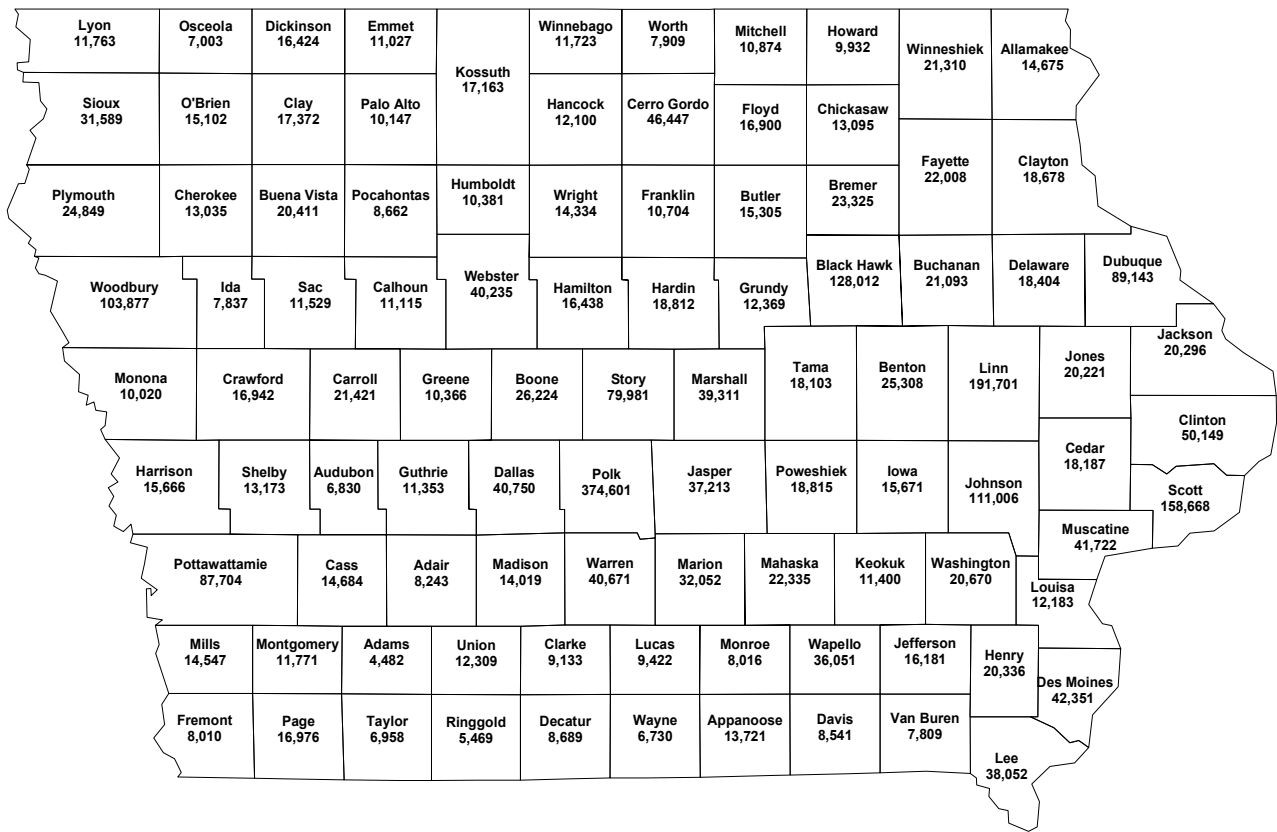 Lyon
11,763
Osceola
7,003
Dickinson
16,424
Emmet
11,027
Kossuth
17,163
Winnebago
11,723
Worth
7,909
Mitchell
10,874
Howard
9,932
Winneshiek
21,310
Allamakee
14,675
Sioux
31,589
O'Brien
15,102
Clay
17,372
Palo Alto
10,147
Hancock
12,100
Cerro Gordo
46,447
Floyd
16,900
Chickasaw
13,095
Fayette
22,008
Clayton
18,678
Plymouth
24,849
Cherokee
13,035
Buena Vista
20,411
Pocahontas
8,662
Humboldt
10,381
Wright
14,334
Franklin
10,704
Butler
15,305
Bremer
23,325
Woodbury
103,877
Ida
7,837
Sac
11,529
Calhoun
11,115
Webster
40,235
Hamilton
16,438
Hardin
18,812
Grundy
12,369
Black Hawk
128,012
Buchanan
21,093
Delaware
18,404
Dubuque
89,143
Monona
10,020
Crawford
16,942
Carroll
21,421
Greene
10,366
Boone
26,224
Story
79,981
Marshall
39,311
Tama
18,103
Benton
25,308
Linn
191,701
Jones
20,221
Jackson
20,296
Clinton
50,149
Harrison
15,666
Shelby
13,173
Audubon
6,830
Guthrie
11,353
Dallas
40,750
Polk
374,601
Jasper
37,213
Poweshiek
18,815
Iowa
15,671
Johnson
111,006
Cedar
18,187
Scott
158,668
Muscatine
41,722
Pottawattamie
87,704
Cass
14,684
Adair
8,243
Madison
14,019
Warren
40,671
Marion
32,052
Mahaska
22,335
Keokuk
11,400
Washington
20,670
Louisa
12,183
Mills
14,547
Montgomery
11,771
Adams
4,482
Union
12,309
Clarke
9,133
Lucas
9,422
Monroe
8,016
Wapello
36,051
Jefferson
16,181
Henry
20,336
Des Moines
42,351
Fremont
8,010
Page
16,976
Taylor
6,958
Ringgold
5,469
Decatur
8,689
Wayne
6,730
Appanoose
13,721
Davis
8,541
Van Buren
7,809
Lee
38,052